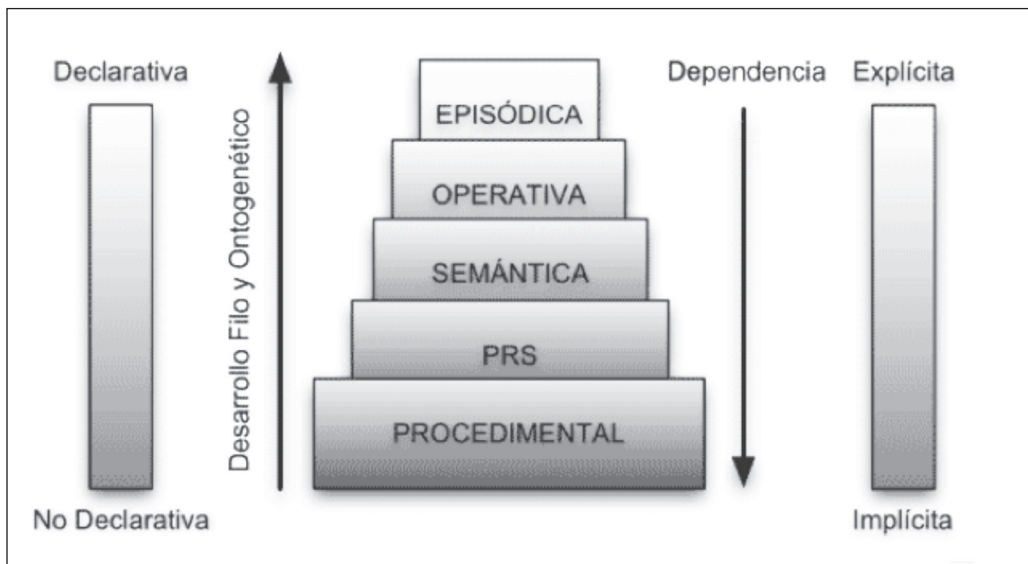 Declarativa
Desarrollo Filo y Ontogenético
EPISÓDICA
OPERATIVA
SEMÁNTICA
PRS
PROCEDIMENTAL
Dependencia
Explícita
No Declarativa
Implícita